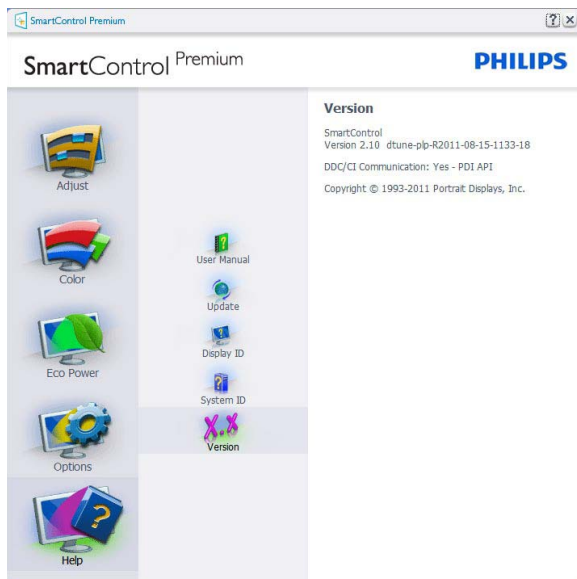 SmartControl Premium
SmartControl Premium
PHILIPS
Adjust
Color
Eco Power
Options
Help
User Manual
Update
Display ID
System ID
X.X
Version
Version
SmartControl
Version 2.10 dtune-plp-R2011-08-15-1133-18
DDC/CI Communication: Yes - PDI API
Copyright © 1993-2011 Portrait Displays, Inc.